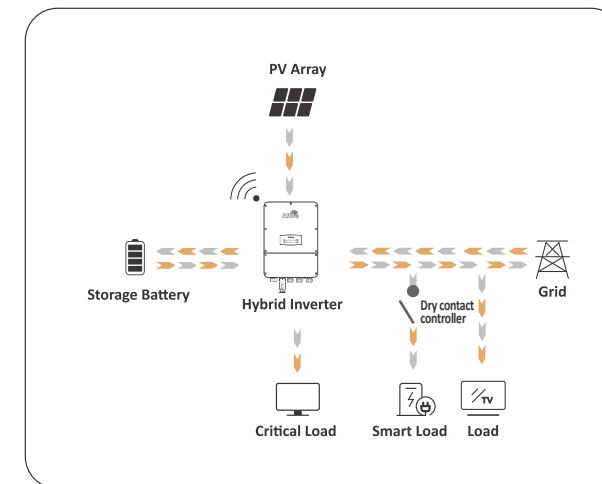 PV Array
Storage Battery
Hybrid Inverter
Grid
Dry contact
controller
Critical Load
Smart Load
TV
Load